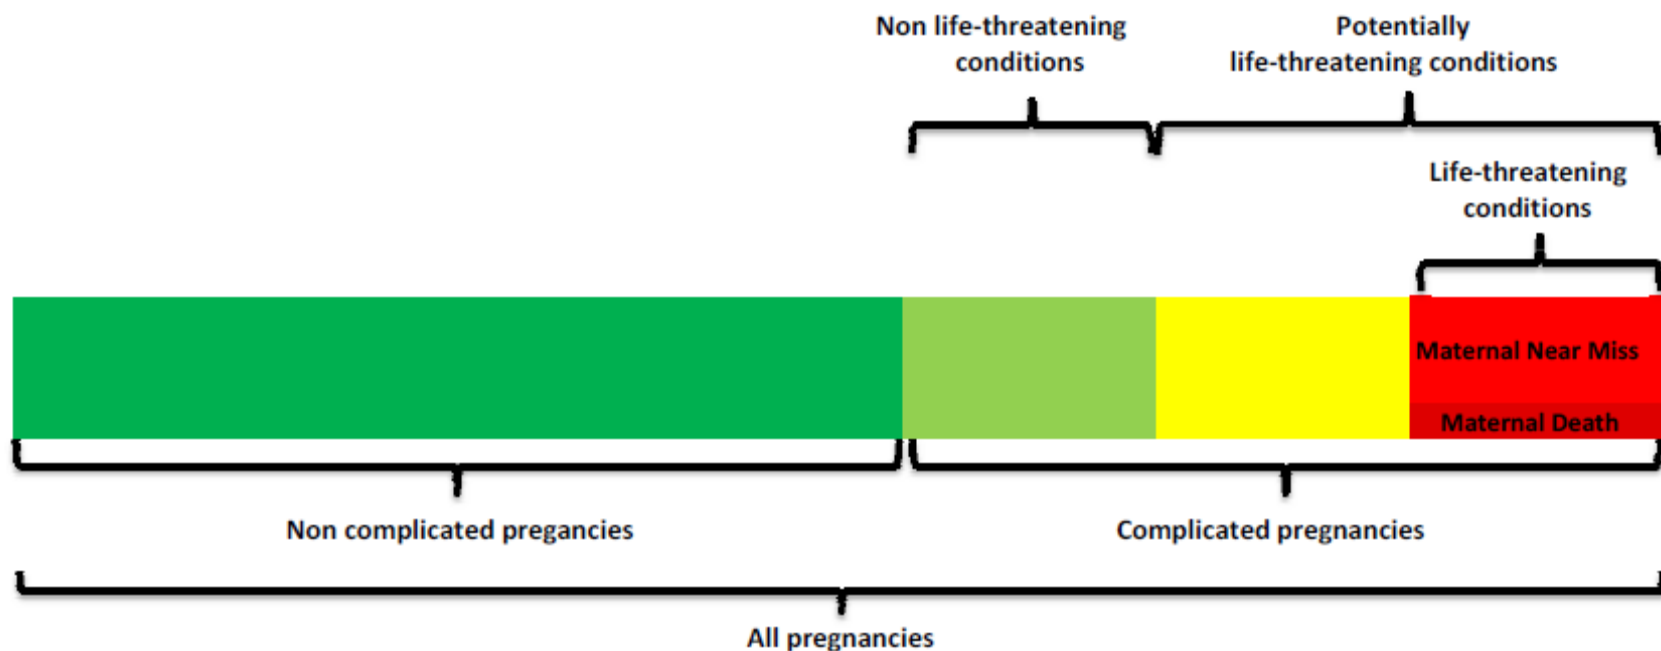 Non life-threatening
conditions
Potentially
life-threatening conditions
Life-threatening
conditions
Maternal Near Miss
Maternal Death
Non complicated pregancies
Complicated pregnancies
All pregnancies